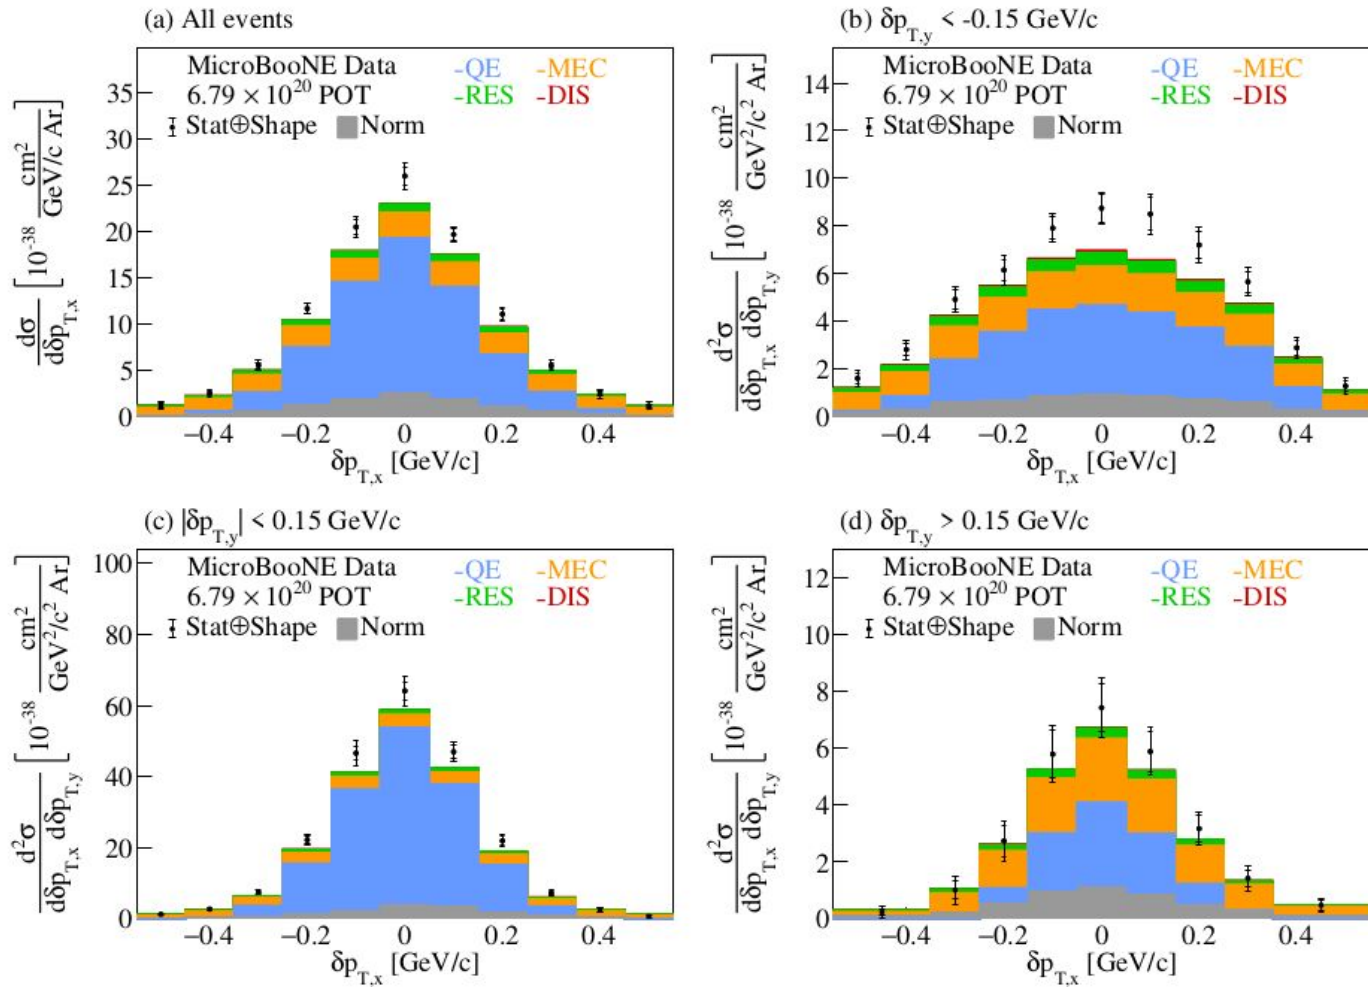 (a) All events
MicroBooNE Data
6.79 × 10²⁰ POT
-QE -MEC
-RES -DIS
Stat⊕Shape Norm
dσ/dδp_T,x [10⁻³⁸ cm²/GeV/c Ar]
35
30
25
20
15
10
5
0
−0.4 −0.2 0 0.2 0.4
δp_T,x [GeV/c]
(b) δp_T,y < -0.15 GeV/c
MicroBooNE Data
6.79 × 10²⁰ POT
-QE -MEC
-RES -DIS
Stat⊕Shape Norm
d²σ/dδp_T,x dδp_T,y [10⁻³⁸ cm²/GeV²/c² Ar]
14
12
10
8
6
4
2
0
−0.4 −0.2 0 0.2 0.4
δp_T,x [GeV/c]
(c) |δp_T,y| < 0.15 GeV/c
MicroBooNE Data
6.79 × 10²⁰ POT
-QE -MEC
-RES -DIS
Stat⊕Shape Norm
d²σ/dδp_T,x dδp_T,y [10⁻³⁸ cm²/GeV²/c² Ar]
100
80
60
40
20
0
−0.4 −0.2 0 0.2 0.4
δp_T,x [GeV/c]
(d) δp_T,y > 0.15 GeV/c
MicroBooNE Data
6.79 × 10²⁰ POT
-QE -MEC
-RES -DIS
Stat⊕Shape Norm
d²σ/dδp_T,x dδp_T,y [10⁻³⁸ cm²/GeV²/c² Ar]
12
10
8
6
4
2
0
−0.4 −0.2 0 0.2 0.4
δp_T,x [GeV/c]